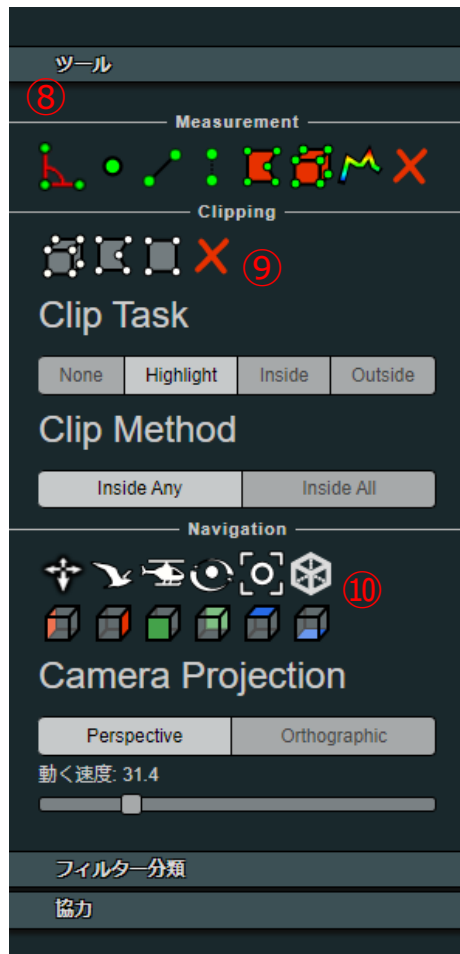 ツール
⑧
Measurement
Clipping
⑨
Clip Task
None Highlight Inside Outside
Clip Method
Inside Any Inside All
Navigation
⑩
Camera Projection
Perspective Orthographic
動く速度: 31.4
フィルター分類
協力